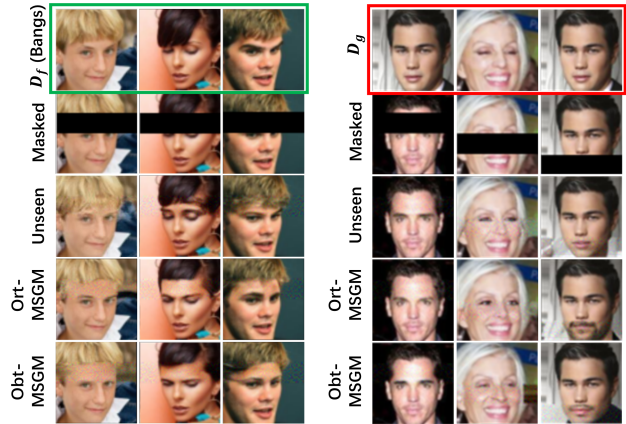 D_f (Bangs)
Masked
Unseen
Ort-
MSGM
Obt-
MSGM
D_g
Masked
Unseen
Ort-
MSGM
Obt-
MSGM